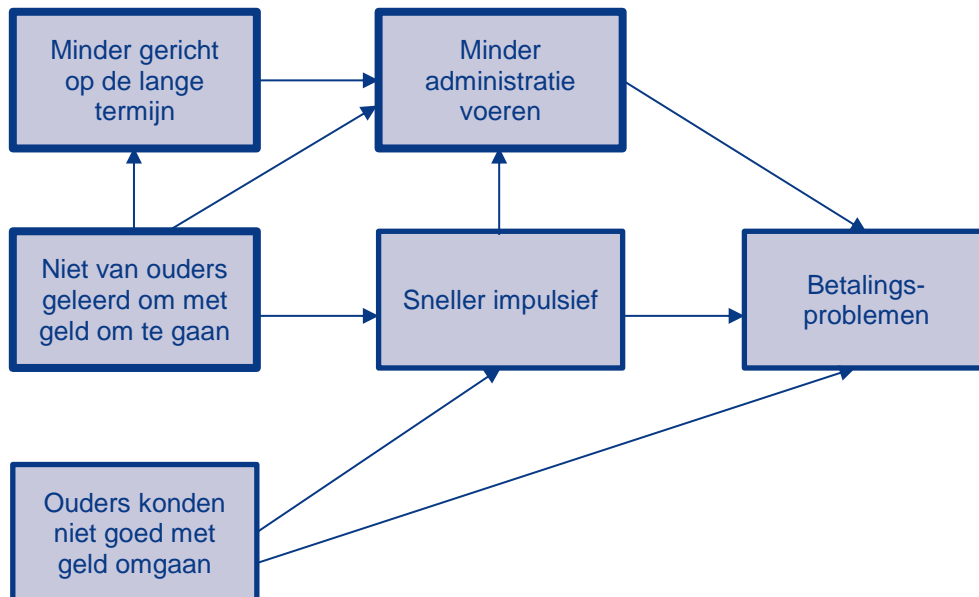 Minder gericht
op de lange
termijn
Minder
administratie
voeren
Niet van ouders
geleerd om met
geld om te gaan
Sneller impulsief
Betalings-
problemen
Ouders konden
niet goed met
geld omgaan